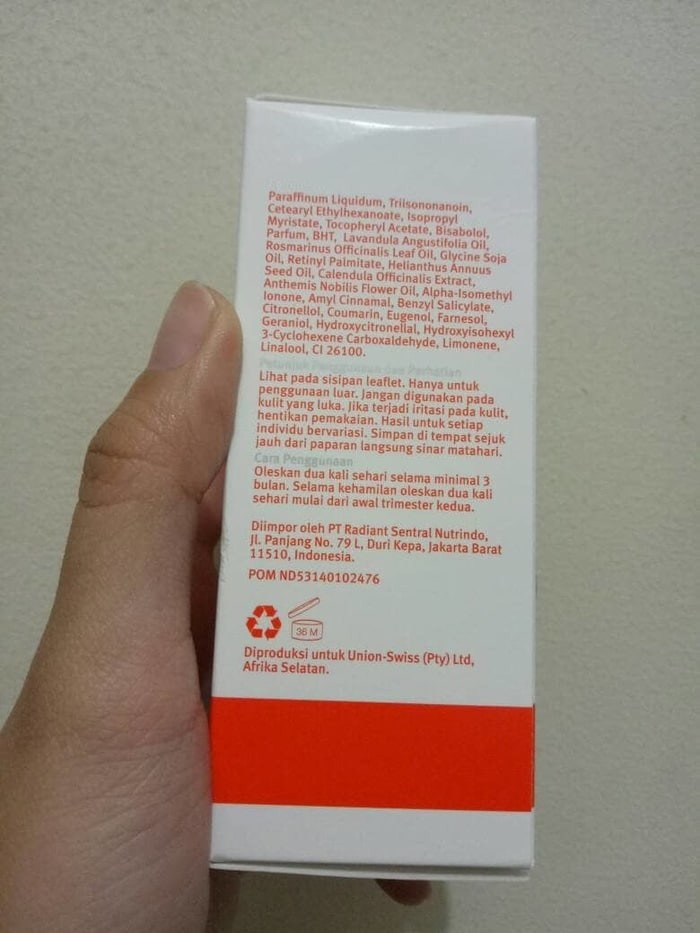 Paraffinum Liquidum, Triisononanoin,
Cetearyl Ethylhexanoate, Isopropyl
Myristate, Tocopheryl Acetate, Bisabolol,
Parfum, BHT, Lavandula Angustifolia Oil,
Rosmarinus Officinalis Leaf Oil, Glycine Soja
Oil, Retinyl Palmitate, Helianthus Annuus
Seed Oil, Calendula Officinalis Extract,
Anthemis Nobilis Flower Oil, Alpha-Isomethyl
Ionone, Amyl Cinnamal, Benzyl Salicylate,
Citronellol, Coumarin, Eugenol, Farnesol,
Geraniol, Hydroxycitronellal, Hydroxyisohexyl
3-Cyclohexene Carboxaldehyde, Limonene,
Linalool, CI 26100.
Petunjuk Penggunaan dan Perhatian
Lihat pada sisipan leaflet. Hanya untuk
penggunaan luar. Jangan digunakan pada
kulit yang luka. Jika terjadi iritasi pada kulit,
hentikan pemakaian. Hasil untuk setiap
individu bervariasi. Simpan di tempat sejuk
jauh dari paparan langsung sinar matahari.
Cara Penggunaan
Oleskan dua kali sehari selama minimal 3
bulan. Selama kehamilan oleskan dua kali
sehari mulai dari awal trimester kedua.
Diimpor oleh PT Radiant Sentral Nutrindo,
Jl. Panjang No. 79 L, Duri Kepa, Jakarta Barat
11510, Indonesia.
POM ND53140102476
36 M
Diproduksi untuk Union-Swiss (Pty) Ltd,
Afrika Selatan.